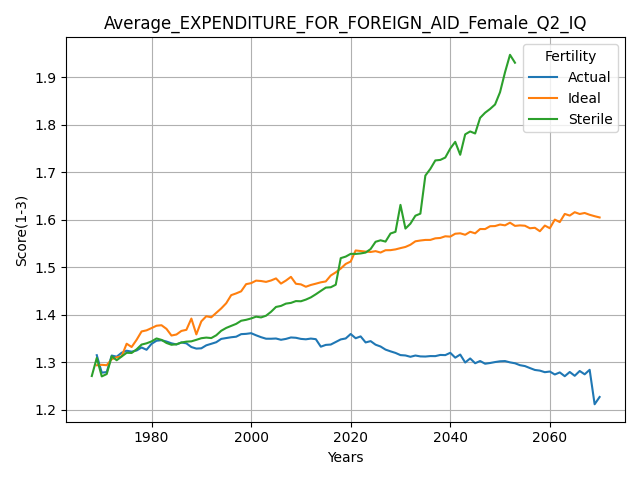 Average_EXPENDITURE_FOR_FOREIGN_AID_Female_Q2_IQ
Fertility
Actual
Ideal
Sterile
Score(1-3)
1.9
1.8
1.7
1.6
1.5
1.4
1.3
1.2
1980
2000
2020
2040
2060
Years